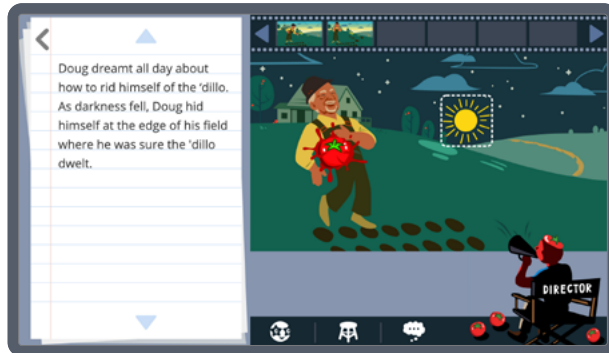 Doug dreamt all day about
how to rid himself of the ‘dillo.
As darkness fell, Doug hid
himself at the edge of his field
where he was sure the ‘dillo
dwelt.
DIRECTOR